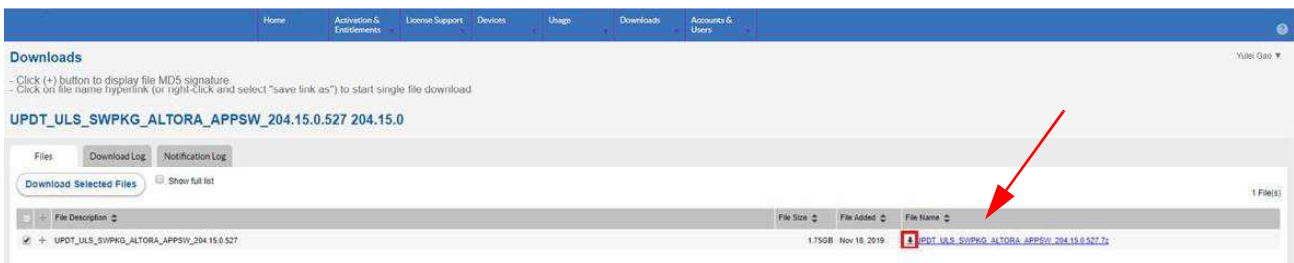 Home Activation & Entitlements License Support Devices Usage Downloads Accounts & Users
Downloads
Yulei Gao
- Click (+) button to display file MD5 signature.
- Click on file name hyperlink (or right-click and select "save link as") to start single file download
UPDT_ULS_SWPKG_ALTORA_APPSW_204.15.0.527 204.15.0
Files Download Log Notification Log
Download Selected Files Show full list
1 File(s)
File Description File Size File Added File Name
UPDT_ULS_SWPKG_ALTORA_APPSW_204.15.0.527 1.75GB Nov 18, 2019 UPDT_ULS_SWPKG_ALTORA_APPSW_204.15.0.527.7z